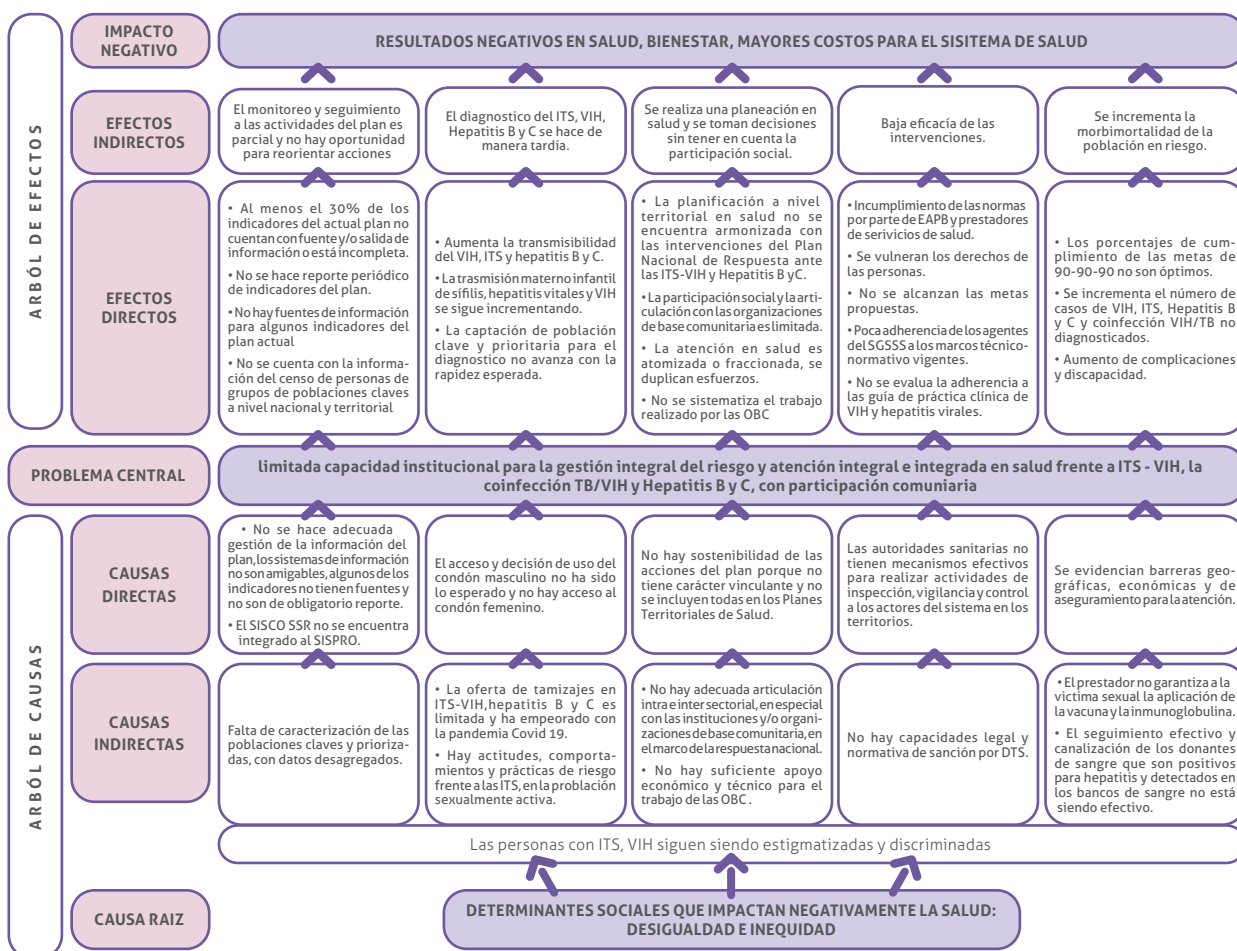 ARBÓL DE EFECTOS
IMPACTO
NEGATIVO
RESULTADOS NEGATIVOS EN SALUD, BIENESTAR, MAYORES COSTOS PARA EL SISITEMA DE SALUD
EFECTOS
INDIRECTOS
El monitoreo y seguimiento
a las actividades del plan es
parcial y no hay oportunidad
para reorientar acciones
El diagnostico del ITS, VIH,
Hepatitis B y C se hace de
manera tardía.
Se realiza una planeación en
salud y se toman decisiones
sin tener en cuenta la
participación social.
Baja eficacía de las
intervenciones.
Se incrementa la
morbimortalidad de la
población en riesgo.
EFECTOS
DIRECTOS
• Al menos el 30% de los
indicadores del actual plan no
cuentan con fuente y/o salida de
información o está incompleta.
• No se hace reporte periódico
de indicadores del plan.
• No hay fuentes de información
para algunos indicadores del
plan actual
• No se cuenta con la informa-
ción del censo de personas de
grupos de poblaciones claves
a nivel nacional y territorial
• Aumenta la transmisibilidad
del VIH, ITS y hepatitis B y C.
• La trasmisión materno infantil
de sífilis, hepatitis vitales y VIH
se sigue incrementando.
• La captación de población
clave y prioritaria para el
diagnostico no avanza con la
rapidez esperada.
• La planificación a nivel
territorial en salud no se
encuentra armonizada
con las intervenciones del Plan
Nacional de Respuesta ante
las ITS-VIH y Hepatitis B yC.
• La participación social y la arti-
culación con las organizaciones
de base comunitaria es limitada.
• La atención en salud es
atomizada o fraccionada, se
duplican esfuerzos.
• No se sistematiza el trabajo
realizado por las OBC
• Incumplimiento de las normas
por parte de EAPB y prestadores
de serivicios de salud.
• Se vulneran los derechos de
las personas.
• No se alcanzan las metas
propuestas.
• Poca adherencia de los agentes
del SGSSS a los marcos técnico-
normativo vigentes.
• No se evalua la adherencia a
las guía de práctica clínica de
VIH y hepatitis virales.
• Los porcentajes de cum-
plimiento de las metas de
90-90-90 no son óptimos.
• Se incrementa el número de
casos de VIH, ITS, Hepatitis B
y C y coinfección VIH/TB no
diagnosticados.
• Aumento de complicaciones
y discapacidad.
PROBLEMA CENTRAL
limitada capacidad institucional para la gestión integral del riesgo y atención integral e integrada en salud frente a ITS - VIH, la
coinfección TB/VIH y Hepatitis B y C, con participación comuniaria
ARBÓL DE CAUSAS
CAUSAS
DIRECTAS
• No se hace adecuada
gestión de la información del
plan, los sistemas de información
no son amigables, algunos de los
indicadores no tienen fuentes y
no son de obligatorio reporte.
• El SISCO SSR no se encuentra
integrado al SISPRO.
El acceso y decisión de uso del
condón masculino no ha sido
lo esperado y no hay acceso al
condón femenino.
No hay sostenibilidad de las
acciones del plan porque no
tiene carácter vinculante y no
se incluyen todas en los Planes
Territoriales de Salud.
Las autoridades sanitarias no
tienen mecanismos efectivos
para realizar actividades de
inspección, vigilancia y control
a los actores del sistema en los
territorios.
Se evidencian barreras geo-
gráficas, económicas y de
aseguramiento para la atención.
CAUSAS
INDIRECTAS
Falta de caracterización de las
poblaciones claves y prioriza-
das, con datos desagregados.
• La oferta de tamizajes en
ITS-VIH, hepatitis B y C es
limitada y ha empeorado con
la pandemia Covid 19.
• Hay actitudes, comporta-
mientos y prácticas de riesgo
frente a las ITS, en la problación
sexualmente activa.
• No hay adecuada articulación
intra e inter sectorial, en especial
con las instituciones y/o organi-
zaciones de base comunitaria, en
el marco de la respuesta nacional.
• No hay suficiente apoyo
económico y técnico para el
trabajo de las OBC .
No hay capacidades legal y
normativa de sanción por DTS.
• El prestador no garantiza a la
victima sexual la aplicación de
la vacuna y la inmunoglobulina.
• El seguimiento efectivo y
canalización de los donantes
de sangre que son positivos
para hepatitis y detectados en
los bancos de sangre no está
siendo efectivo.
Las personas con ITS, VIH siguen siendo estigmatizadas y discriminadas
CAUSA RAIZ
DETERMINANTES SOCIALES QUE IMPACTAN NEGATIVAMENTE LA SALUD:
DESIGUALDAD E INEQUIDAD